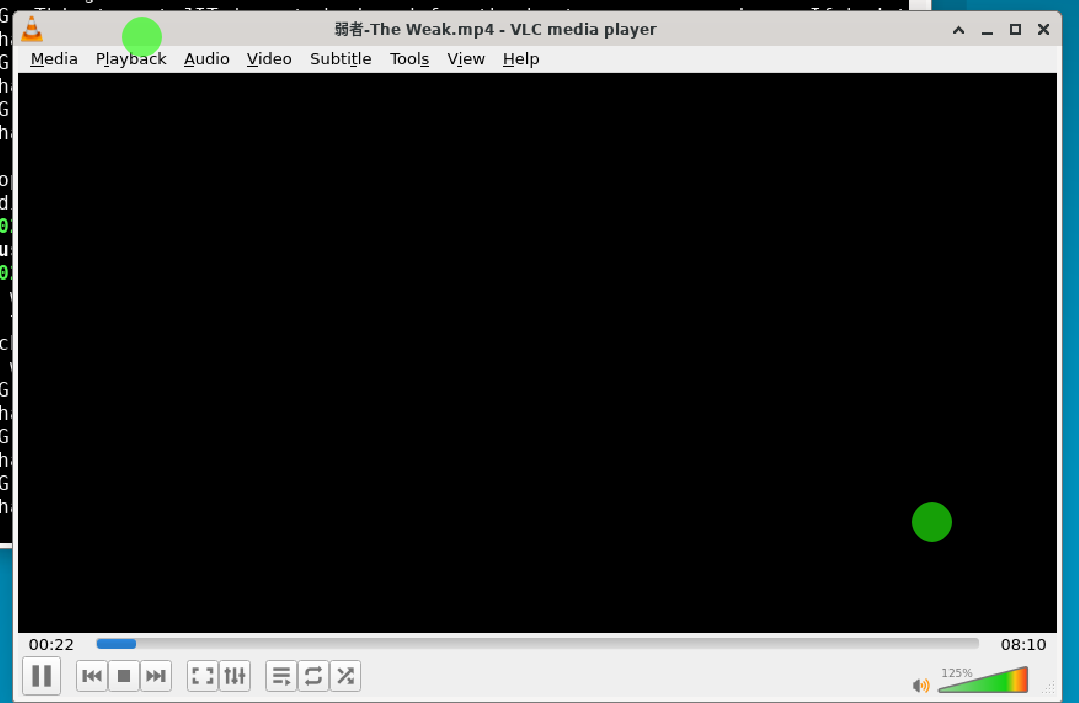 弱者-The Weak.mp4 - VLC media player
Media Playback Audio Video Subtitle Tools View Help
00:22
08:10
125%